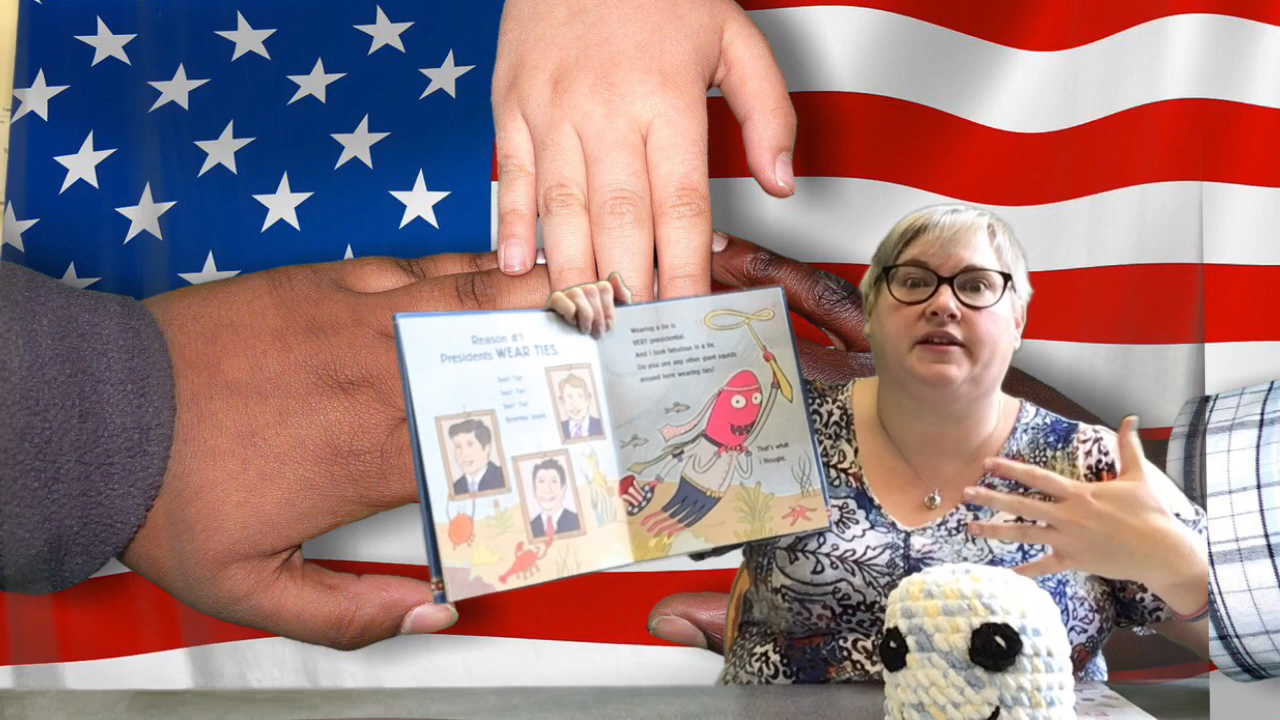 Reason #1
Presidents WEAR TIES.
See? Tie.
See? Tie.
See? Tie.
Wearing a tie is
VERY presidential.
And I look fabulous in a tie.
Do you see any other giant squids
around here wearing ties?
That's what
I thought.